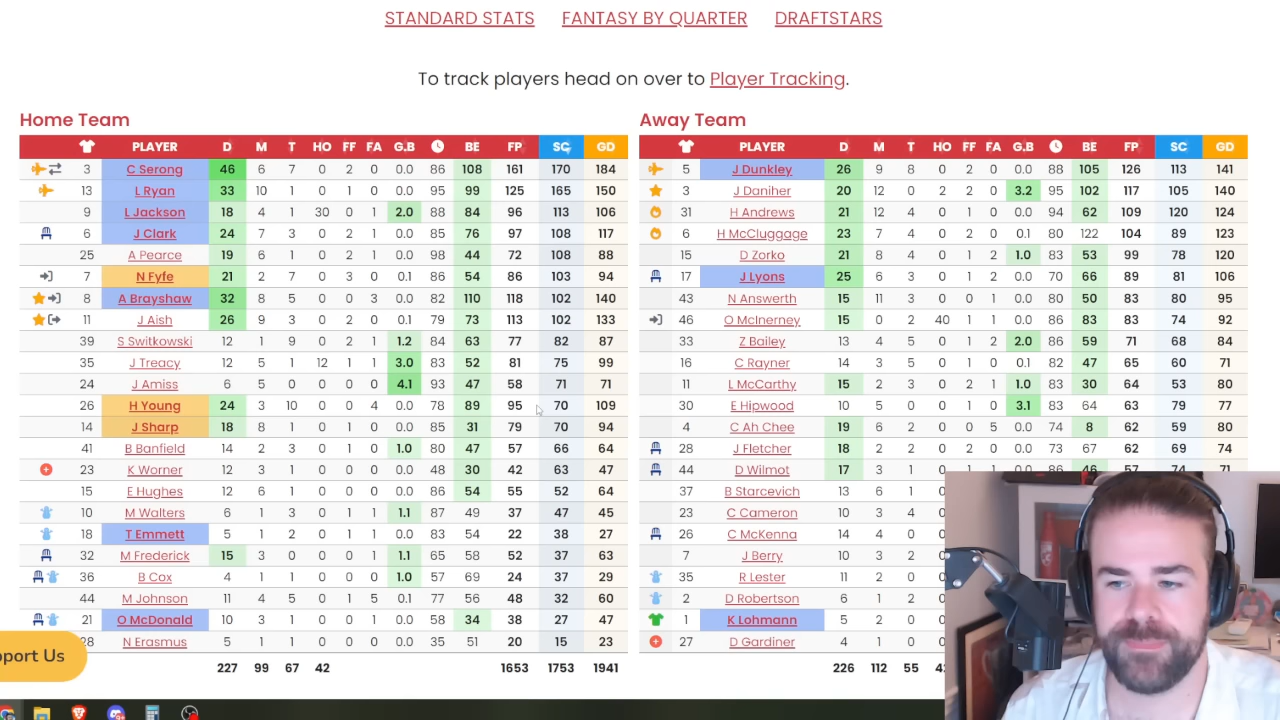 STANDARD STATS FANTASY BY QUARTER DRAFTSTARS
To track players head on over to Player Tracking.
Home Team
PLAYER D M T HO FF FA G.B BE FP SC GD
3 C Serong 46 6 7 0 2 0 0.0 86 108 161 170 184
13 L Ryan 33 10 1 0 1 0 0.0 95 99 125 165 150
9 L Jackson 18 4 1 30 0 1 2.0 88 84 96 113 106
6 J Clark 24 7 3 0 2 1 0.0 85 76 97 108 117
25 A Pearce 19 6 1 0 2 1 0.0 98 44 72 108 88
7 N Fyfe 21 2 7 0 3 0 0.1 86 54 86 103 94
8 A Brayshaw 32 8 5 0 0 3 0.0 82 110 118 102 140
11 J Aish 26 9 3 0 2 0 0.1 79 73 113 102 133
39 S Switkowski 12 1 9 0 2 1 1.2 84 63 77 82 87
35 J Treacy 12 5 1 12 1 1 3.0 83 52 81 75 99
24 J Amiss 6 5 0 0 0 0 4.1 93 47 58 71 71
26 H Young 24 3 10 0 0 4 0.0 78 89 95 70 109
14 J Sharp 18 8 1 0 1 0 0.0 85 31 79 70 94
41 B Banfield 14 2 3 0 1 0 1.0 80 47 57 66 64
23 K Worner 12 3 1 0 0 0 0.0 48 30 42 63 47
15 E Hughes 12 6 1 0 0 0 0.0 86 54 55 52 64
10 M Walters 6 1 3 0 1 1 1.1 87 49 37 47 45
18 T Emmett 5 1 2 0 1 1 0.0 83 54 22 38 27
32 M Frederick 15 3 0 0 0 1 1.1 65 58 52 37 63
36 B Cox 4 1 1 0 0 0 1.0 57 69 24 37 29
44 M Johnson 11 4 5 0 1 5 0.1 77 96 48 32 60
21 O McDonald 10 3 1 0 0 1 0.0 58 34 38 27 47
28 N Erasmus 5 1 1 0 0 0 0.0 35 51 20 15 23
227 99 67 42 1653 1753 1941
Away Team
PLAYER D M T HO FF FA G.B BE FP SC GD
5 J Dunkley 26 9 8 0 2 0 0.0 88 105 126 113 141
3 J Daniher 20 12 0 2 0 0 3.2 95 102 117 105 140
31 H Andrews 21 12 4 0 1 0 0.0 94 62 109 120 124
6 H McCluggage 23 7 4 0 0 0 0.1 80 122 104 89 123
15 D Zorko 21 8 4 0 1 2 1.0 83 53 99 78 120
17 J Lyons 25 6 3 0 1 0 0.0 70 66 89 81 106
43 N Answerth 15 11 3 0 0 1 0.0 80 50 83 80 95
46 O McInerney 15 0 2 40 1 1 0.0 86 83 83 74 92
33 Z Bailey 13 4 5 0 1 2 2.0 86 59 71 68 84
16 C Rayner 14 3 5 0 1 0 0.1 82 47 65 60 71
11 L McCarthy 15 2 3 0 2 1 1.0 83 30 64 53 80
30 E Hipwood 10 5 0 0 1 0 3.1 83 64 63 79 77
4 C Ah Chee 19 6 2 0 0 5 0.0 74 8 62 59 80
28 J Fletcher 18 2 2 0 2 1 0.0 73 67 62 69 74
44 D Wilmot 17 3 1 0 1 1 0.0 86 46 57 74 71
37 B Starcevich 13 6 1
23 C Cameron 10 3 4
26 C McKenna 14 4 0
7 J Berry 10 3 2
35 R Lester 11 2 0
2 D Robertson 6 1 2
1 K Lohmann 5 2 0
27 D Gardiner 4 1 0
226 112 55
pport Us